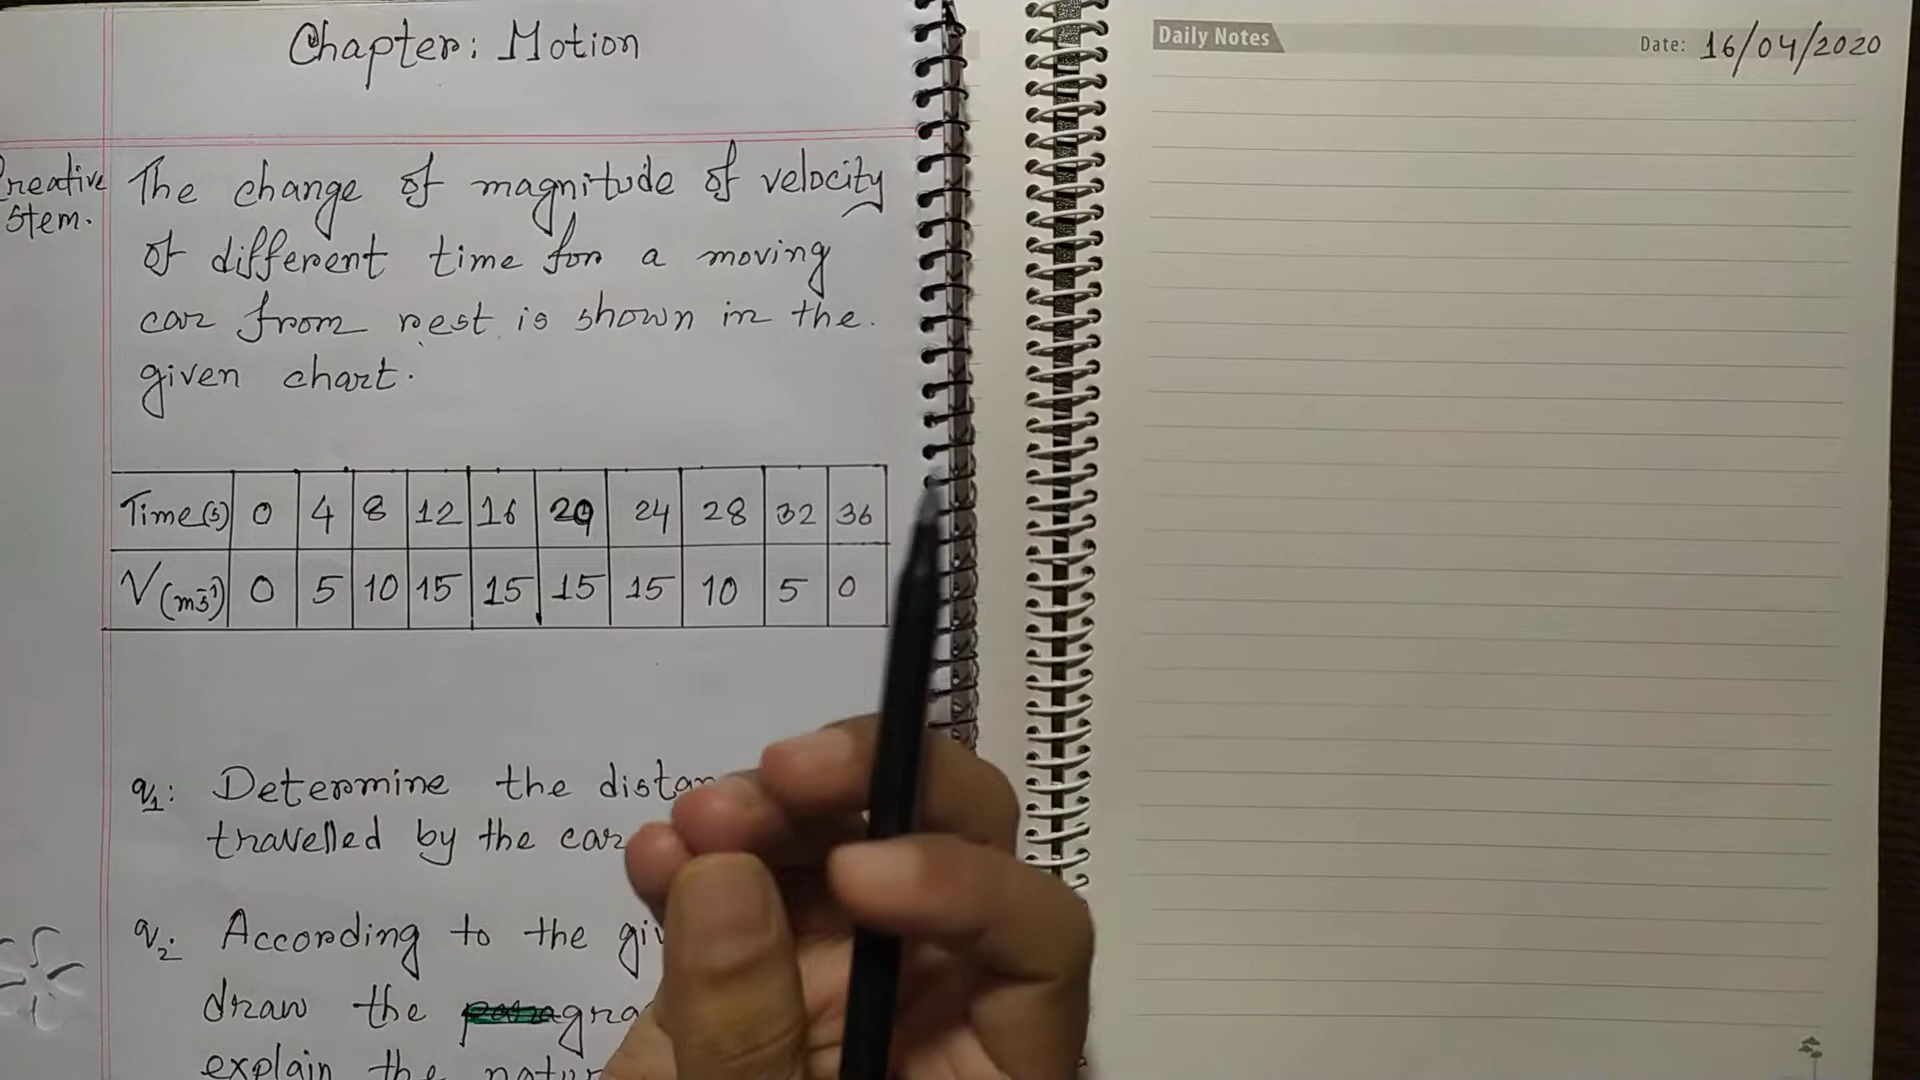 Chapter: Motion
Creative
Stem.
The change of magnitude of velocity
of different time for a moving
car from rest is shown in the.
given chart.
Time(s) 0 4 8 12 16 20 24 28 32 36
V(ms⁻¹) 0 5 10 15 15 15 15 10 5 0
q1: Determine the
travelled by the car
q2: According to the
draw the
explain the
Daily Notes
Date: 16/04/2020